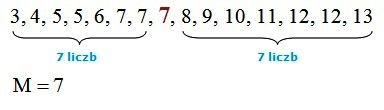 3, 4, 5, 5, 6, 7, 7, 7, 8, 9, 10, 11, 12, 12, 13
7 liczb 7 liczb
M = 7